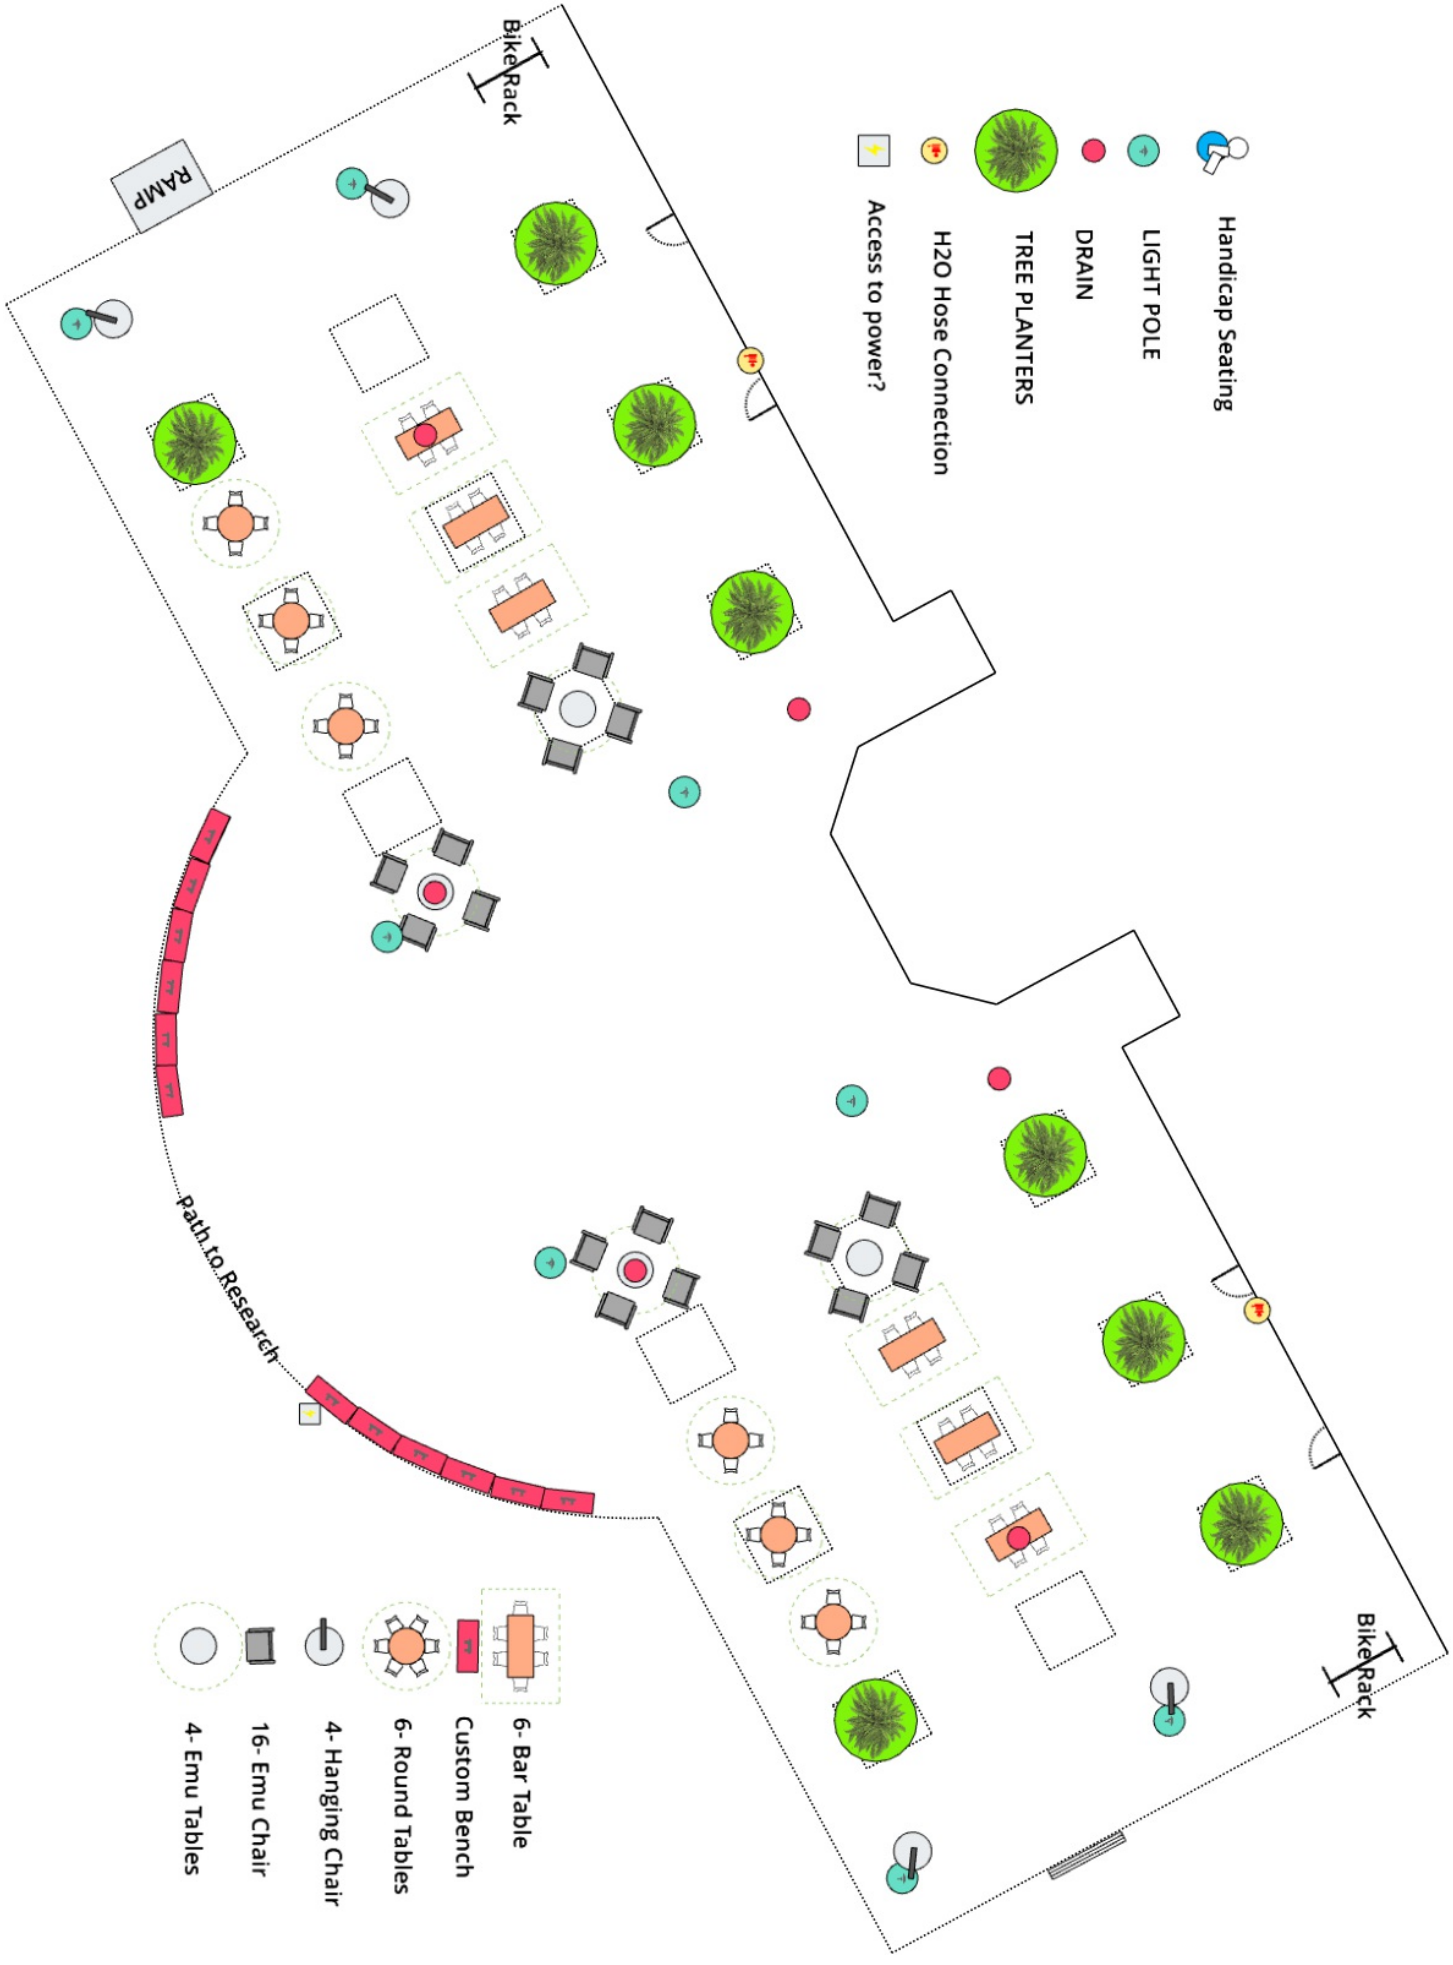 Bike Rack
RAMP
Handicap Seating
LIGHT POLE
DRAIN
TREE PLANTERS
H2O Hose Connection
Access to power?
Path to Research
Bike Rack
6- Bar Table
Custom Bench
6- Round Tables
4- Hanging Chair
16- Emu Chair
4- Emu Tables